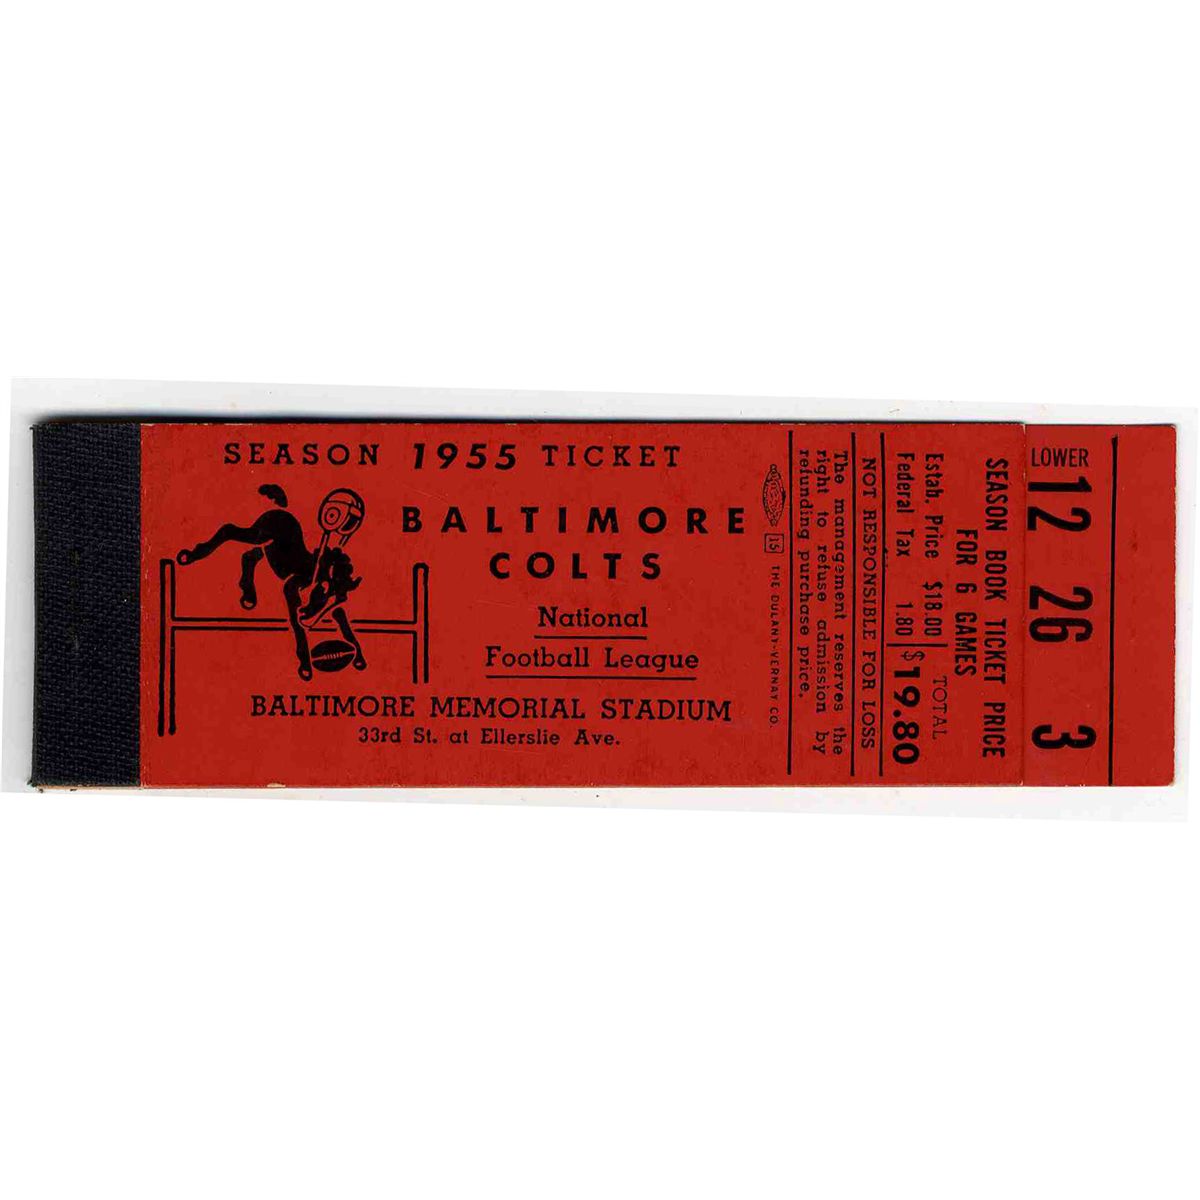 SEASON 1955 TICKET
BALTIMORE
COLTS
National
Football League
BALTIMORE MEMORIAL STADIUM
33rd St. at Ellerslie Ave.
15 THE DULANY-VERNAY CO.
The management reserves the
right to refuse admission by
refunding purchase price.
NOT RESPONSIBLE FOR LOSS
SEASON BOOK TICKET PRICE
FOR 6 GAMES
Estab. Price $18.00
Federal Tax 1.80
TOTAL
$19.80
LOWER
12 26 3